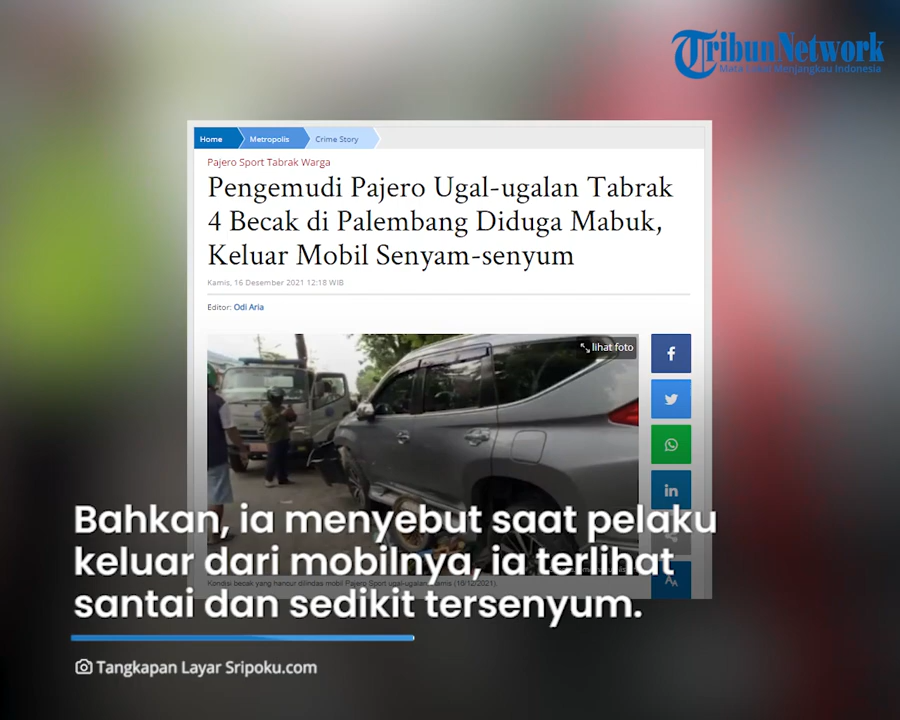 TribunNetwork
Mata Lokal Menjangkau Indonesia
Home
Metropolis
Crime Story
Pajero Sport Tabrak Warga
Pengemudi Pajero Ugal-ugalan Tabrak
4 Becak di Palembang Diduga Mabuk,
Keluar Mobil Senyam-senyum
Kamis, 16 Desember 2021 12:18 WIB
Editor: Odi Aria
lihat foto
Bahkan, ia menyebut saat pelaku
keluar dari mobilnya, ia terlihat
Kondisi becak yang hancur dilindas mobil Pajero Sport ugal-ugalan, Kamis (16/12/2021).
santai dan sedikit tersenyum.
Tangkapan Layar Sripoku.com